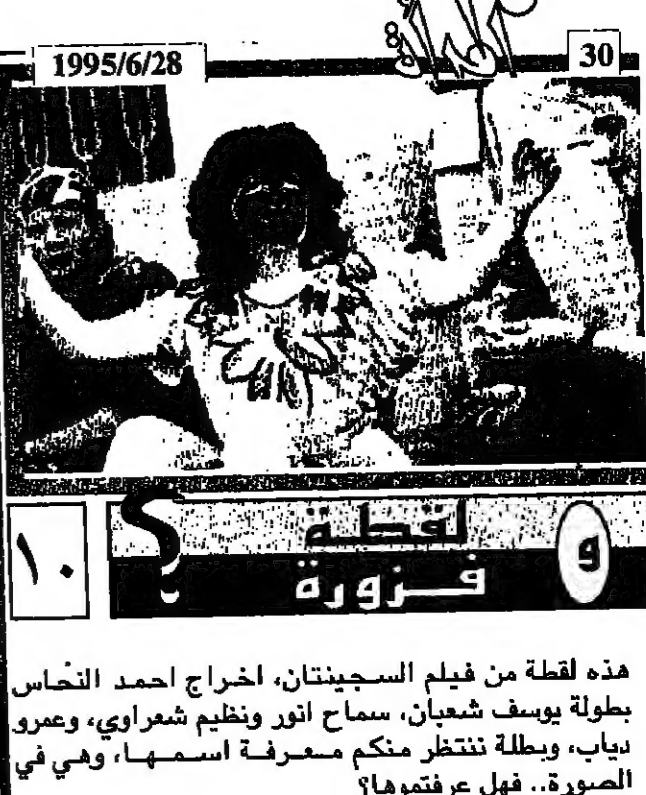 1995/6/28
30
لقطة
و
فـزورة
؟
١٠
هذه لقطة من فيلم السجينتان، اخراج احمد النحاس
بطولة يوسف شعبان، سماح انور ونظيم شعراوي، وعمرو
دياب، وبطلة ننتظر منكم معرفة اسمها، وهي في
الصورة.. فهل عرفتموها؟